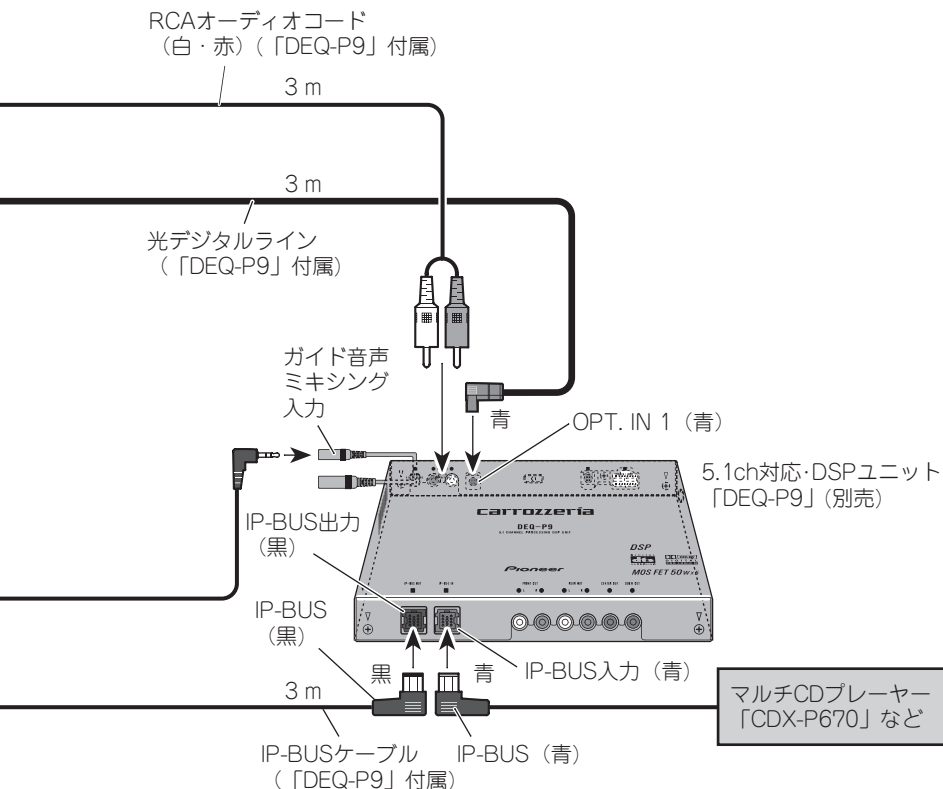 RCAオーディオコード
（白・赤）(「DEQ-P9」付属)
3 m
3 m
光デジタルライン
（「DEQ-P9」付属）
ガイド音声
ミキシング
入力
青
OPT. IN 1（青）
5.1ch対応･DSPユニット
「DEQ-P9」（別売）
carrozzeria
DEQ-P9
DSP
Pioneer
MOS FET 50W×6
IP-BUS出力
（黒）
IP-BUS
（黒）
黒
青
IP-BUS入力（青）
3 m
マルチCDプレーヤー
「CDX-P670」など
IP-BUSケーブル
（「DEQ-P9」付属）
IP-BUS（青）